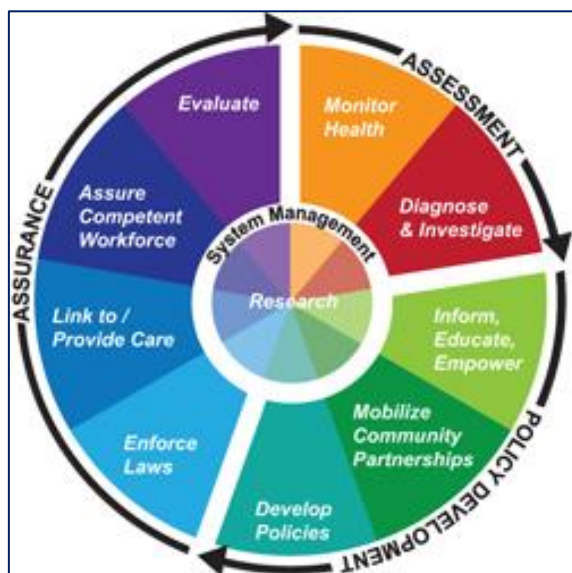 ASSESSMENT
Monitor
Health
Diagnose
& Investigate
POLICY DEVELOPMENT
Inform,
Educate,
Empower
Mobilize
Community
Partnerships
Develop
Policies
ASSURANCE
Enforce
Laws
Link to /
Provide Care
Assure
Competent
Workforce
Evaluate
System Management
Research